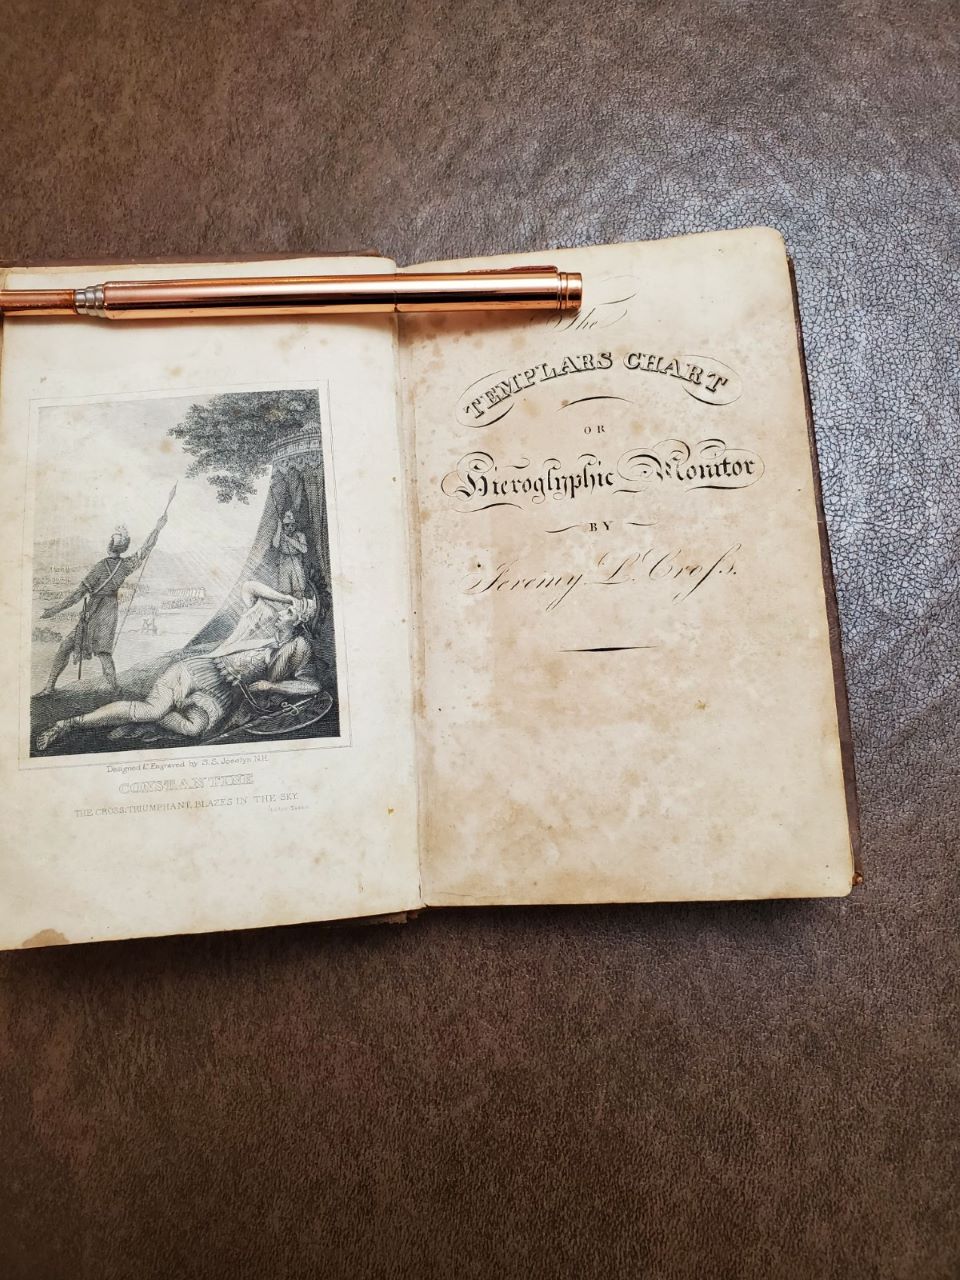 Designed & Engraved by S. S. Jocelyn N.H.
CONSTANTINE
THE CROSS, TRIUMPHANT, BLAZES IN THE SKY.
The
TEMPLARS CHART
OR
Hieroglyphic Monitor
BY
Jeremy L. Croſs.